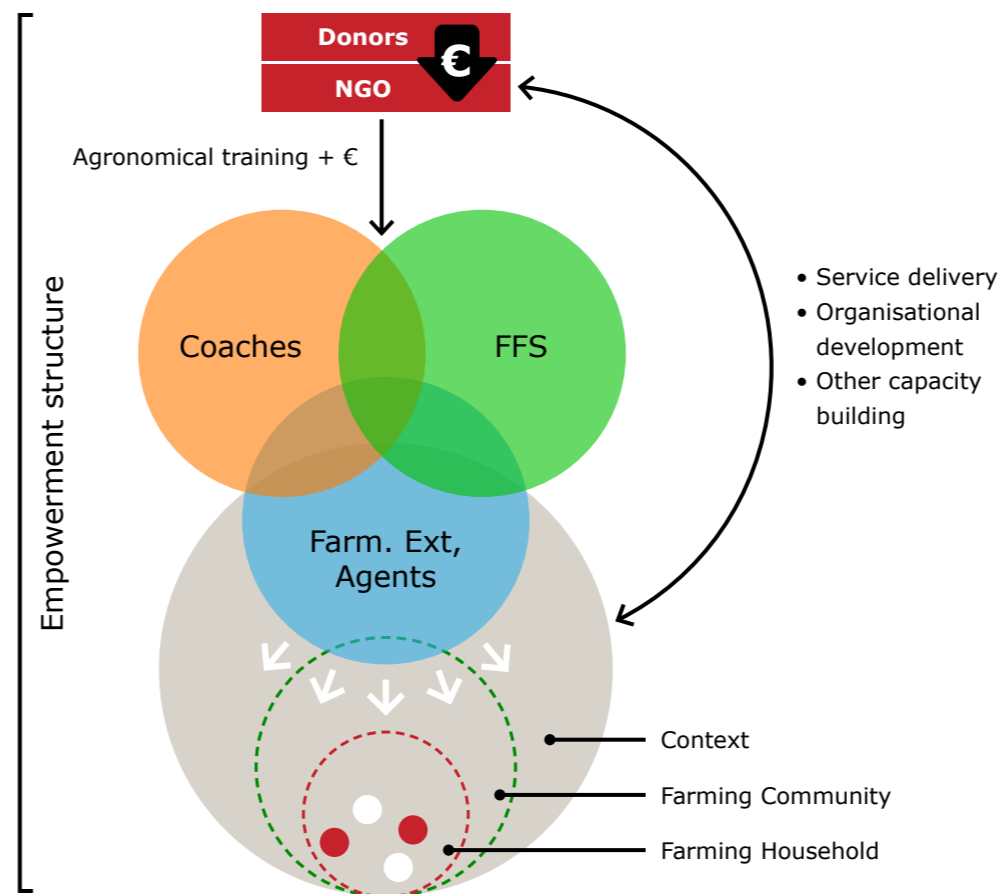 Donors
€
NGO
Agronomical training + €
Empowerment structure
Coaches
FFS
• Service delivery
• Organisational
development
• Other capacity
building
Farm. Ext,
Agents
Context
Farming Community
Farming Household